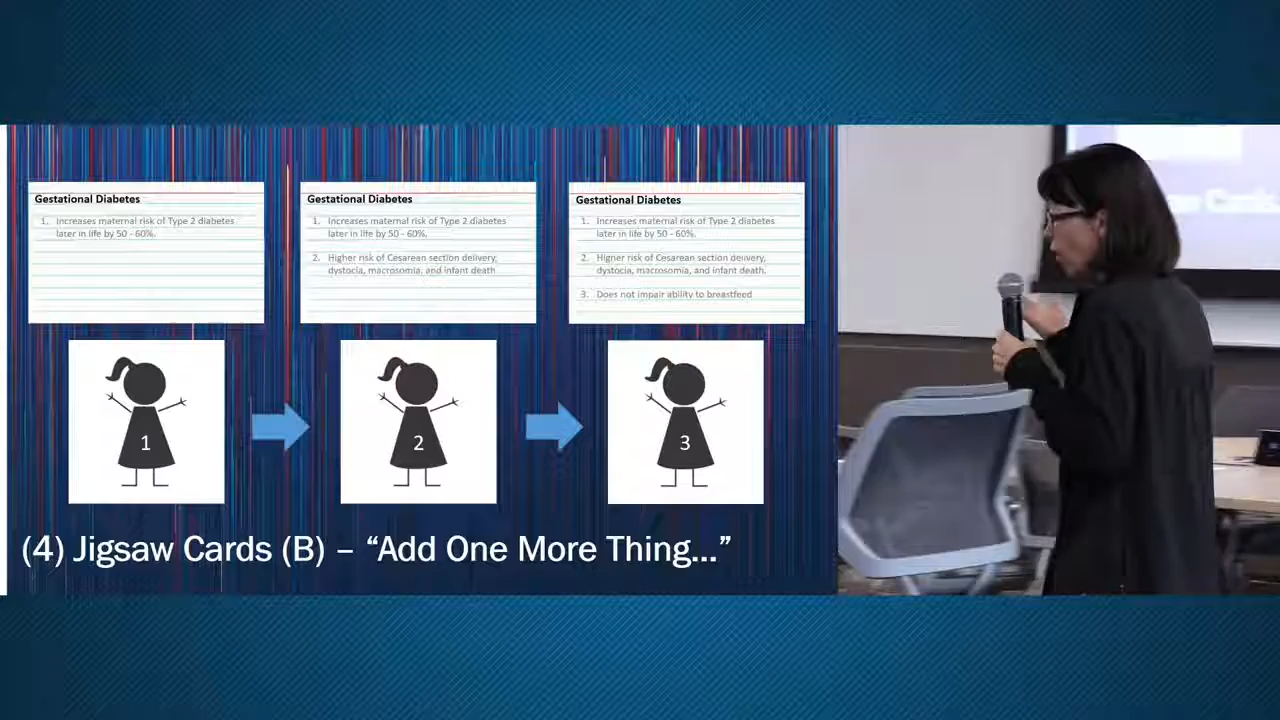 Gestational Diabetes
1. Increases maternal risk of Type 2 diabetes
later in life by 50 - 60%.
Gestational Diabetes
1. Increases maternal risk of Type 2 diabetes
later in life by 50 - 60%.
2. Higher risk of Cesarean section delivery,
dystocia, macrosomia, and infant death
Gestational Diabetes
1. Increases maternal risk of Type 2 diabetes
later in life by 50 - 60%.
2. Higher risk of Cesarean section delivery,
dystocia, macrosomia, and infant death.
3. Does not impair ability to breastfeed
1
2
3
(4) Jigsaw Cards (B) – “Add One More Thing...”